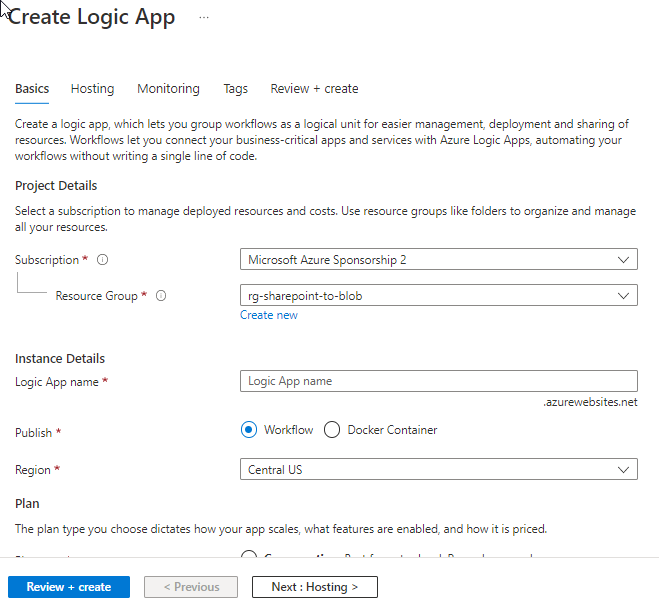 Create Logic App ...
Basics Hosting Monitoring Tags Review + create
Create a logic app, which lets you group workflows as a logical unit for easier management, deployment and sharing of
resources. Workflows let you connect your business-critical apps and services with Azure Logic Apps, automating your
workflows without writing a single line of code.
Project Details
Select a subscription to manage deployed resources and costs. Use resource groups like folders to organize and manage
all your resources.
Subscription * Microsoft Azure Sponsorship 2
Resource Group * rg-sharepoint-to-blob
Create new
Instance Details
Logic App name * Logic App name
.azurewebsites.net
Publish * Workflow Docker Container
Region * Central US
Plan
The plan type you choose dictates how your app scales, what features are enabled, and how it is priced.
Review + create < Previous Next : Hosting >